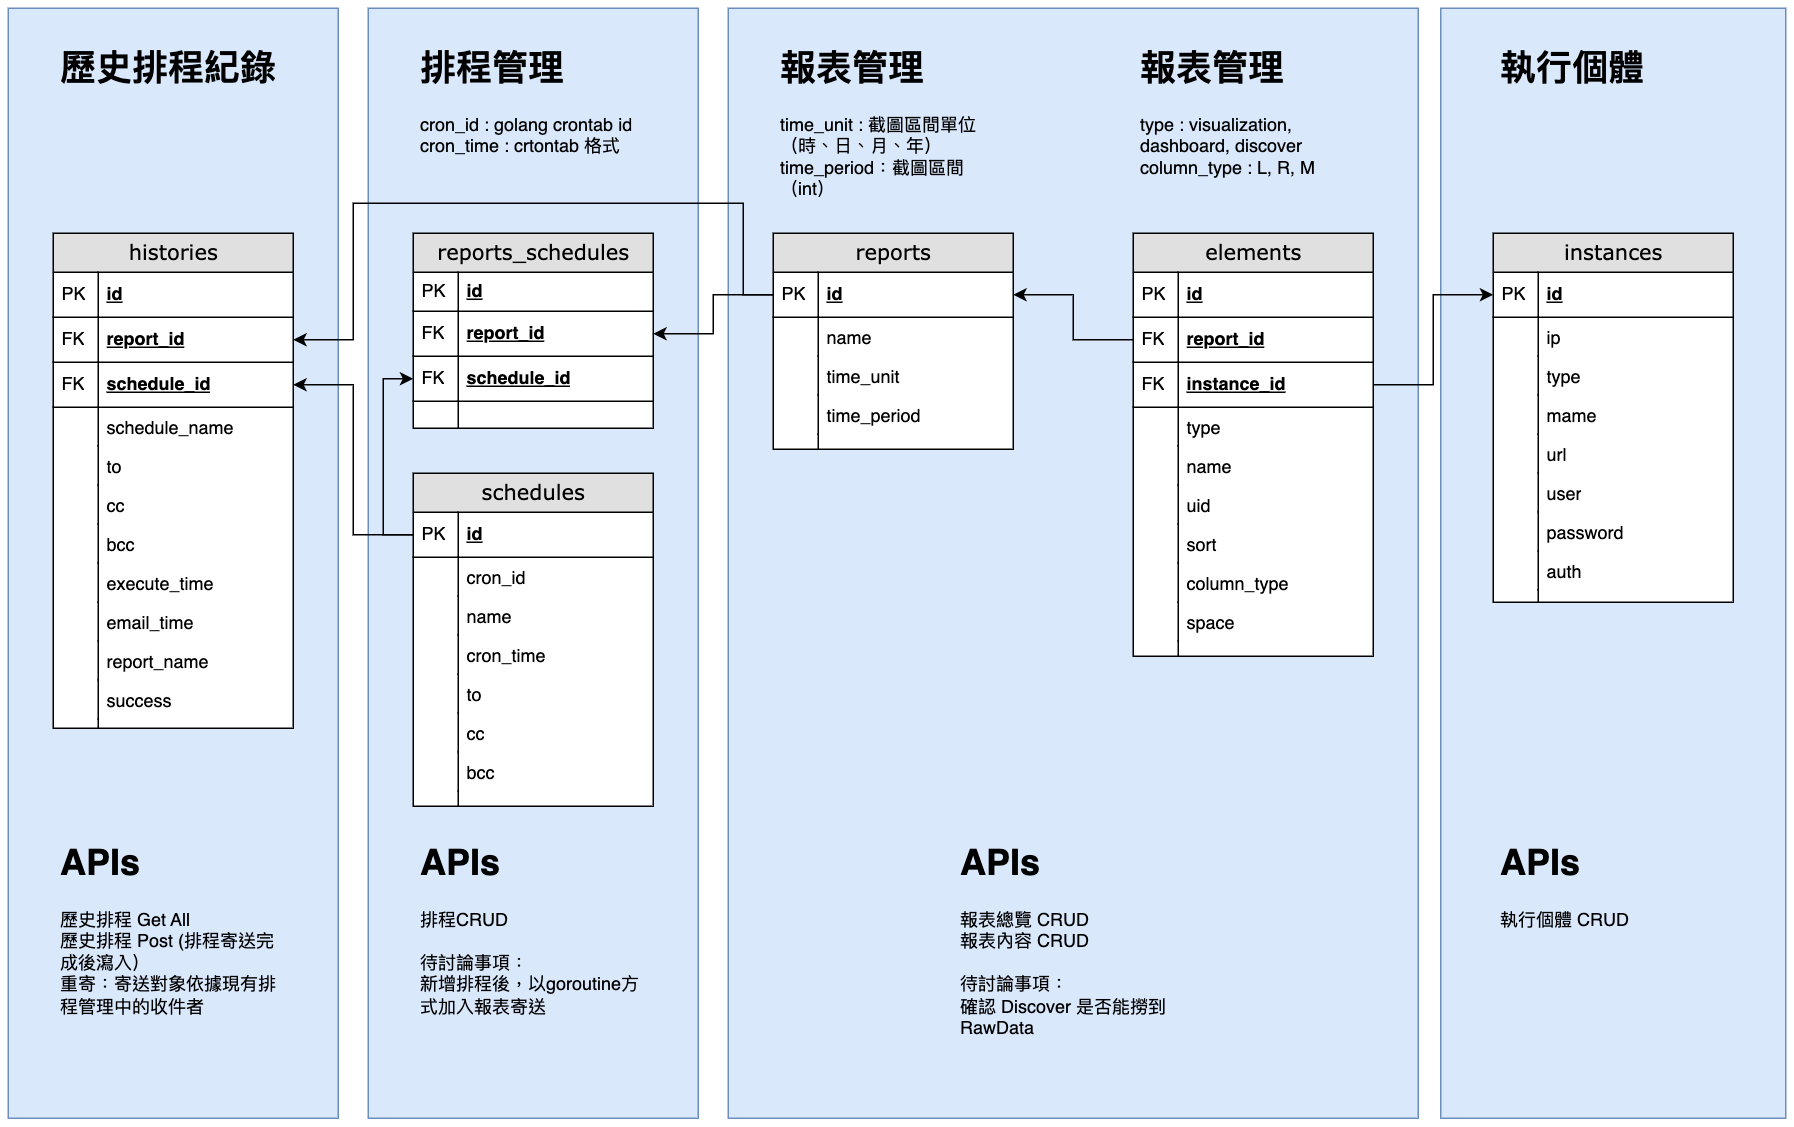 歷史排程紀錄
排程管理
cron_id : golang crontab id
cron_time : crtontab 格式
報表管理
time_unit : 截圖區間單位
（時、日、月、年）
time_period：截圖區間
（int）
報表管理
type : visualization,
dashboard, discover
column_type : L, R, M
執行個體
histories
PK id
FK report_id
FK schedule_id
schedule_name
to
cc
bcc
execute_time
email_time
report_name
success
reports_schedules
PK id
FK report_id
FK schedule_id
schedules
PK id
cron_id
name
cron_time
to
cc
bcc
reports
PK id
name
time_unit
time_period
elements
PK id
FK report_id
FK instance_id
type
name
uid
sort
column_type
space
instances
PK id
ip
type
mame
url
user
password
auth
APIs
歷史排程 Get All
歷史排程 Post (排程寄送完
成後瀉入）
重寄：寄送對象依據現有排
程管理中的收件者
APIs
排程CRUD
待討論事項：
新增排程後，以goroutine方
式加入報表寄送
APIs
報表總覽 CRUD
報表內容 CRUD
待討論事項：
確認 Discover 是否能撈到
RawData
APIs
執行個體 CRUD